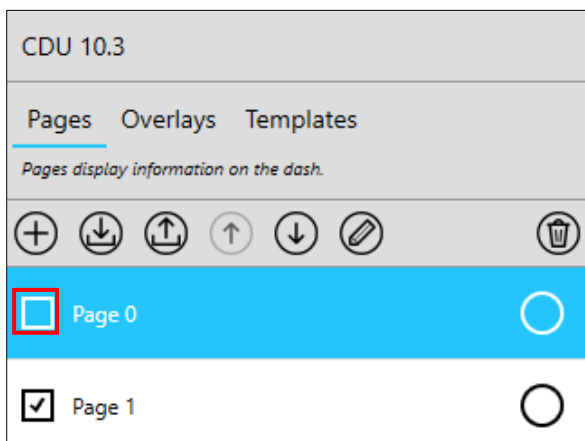 CDU 10.3
Pages Overlays Templates
Pages display information on the dash.
Page 0
Page 1